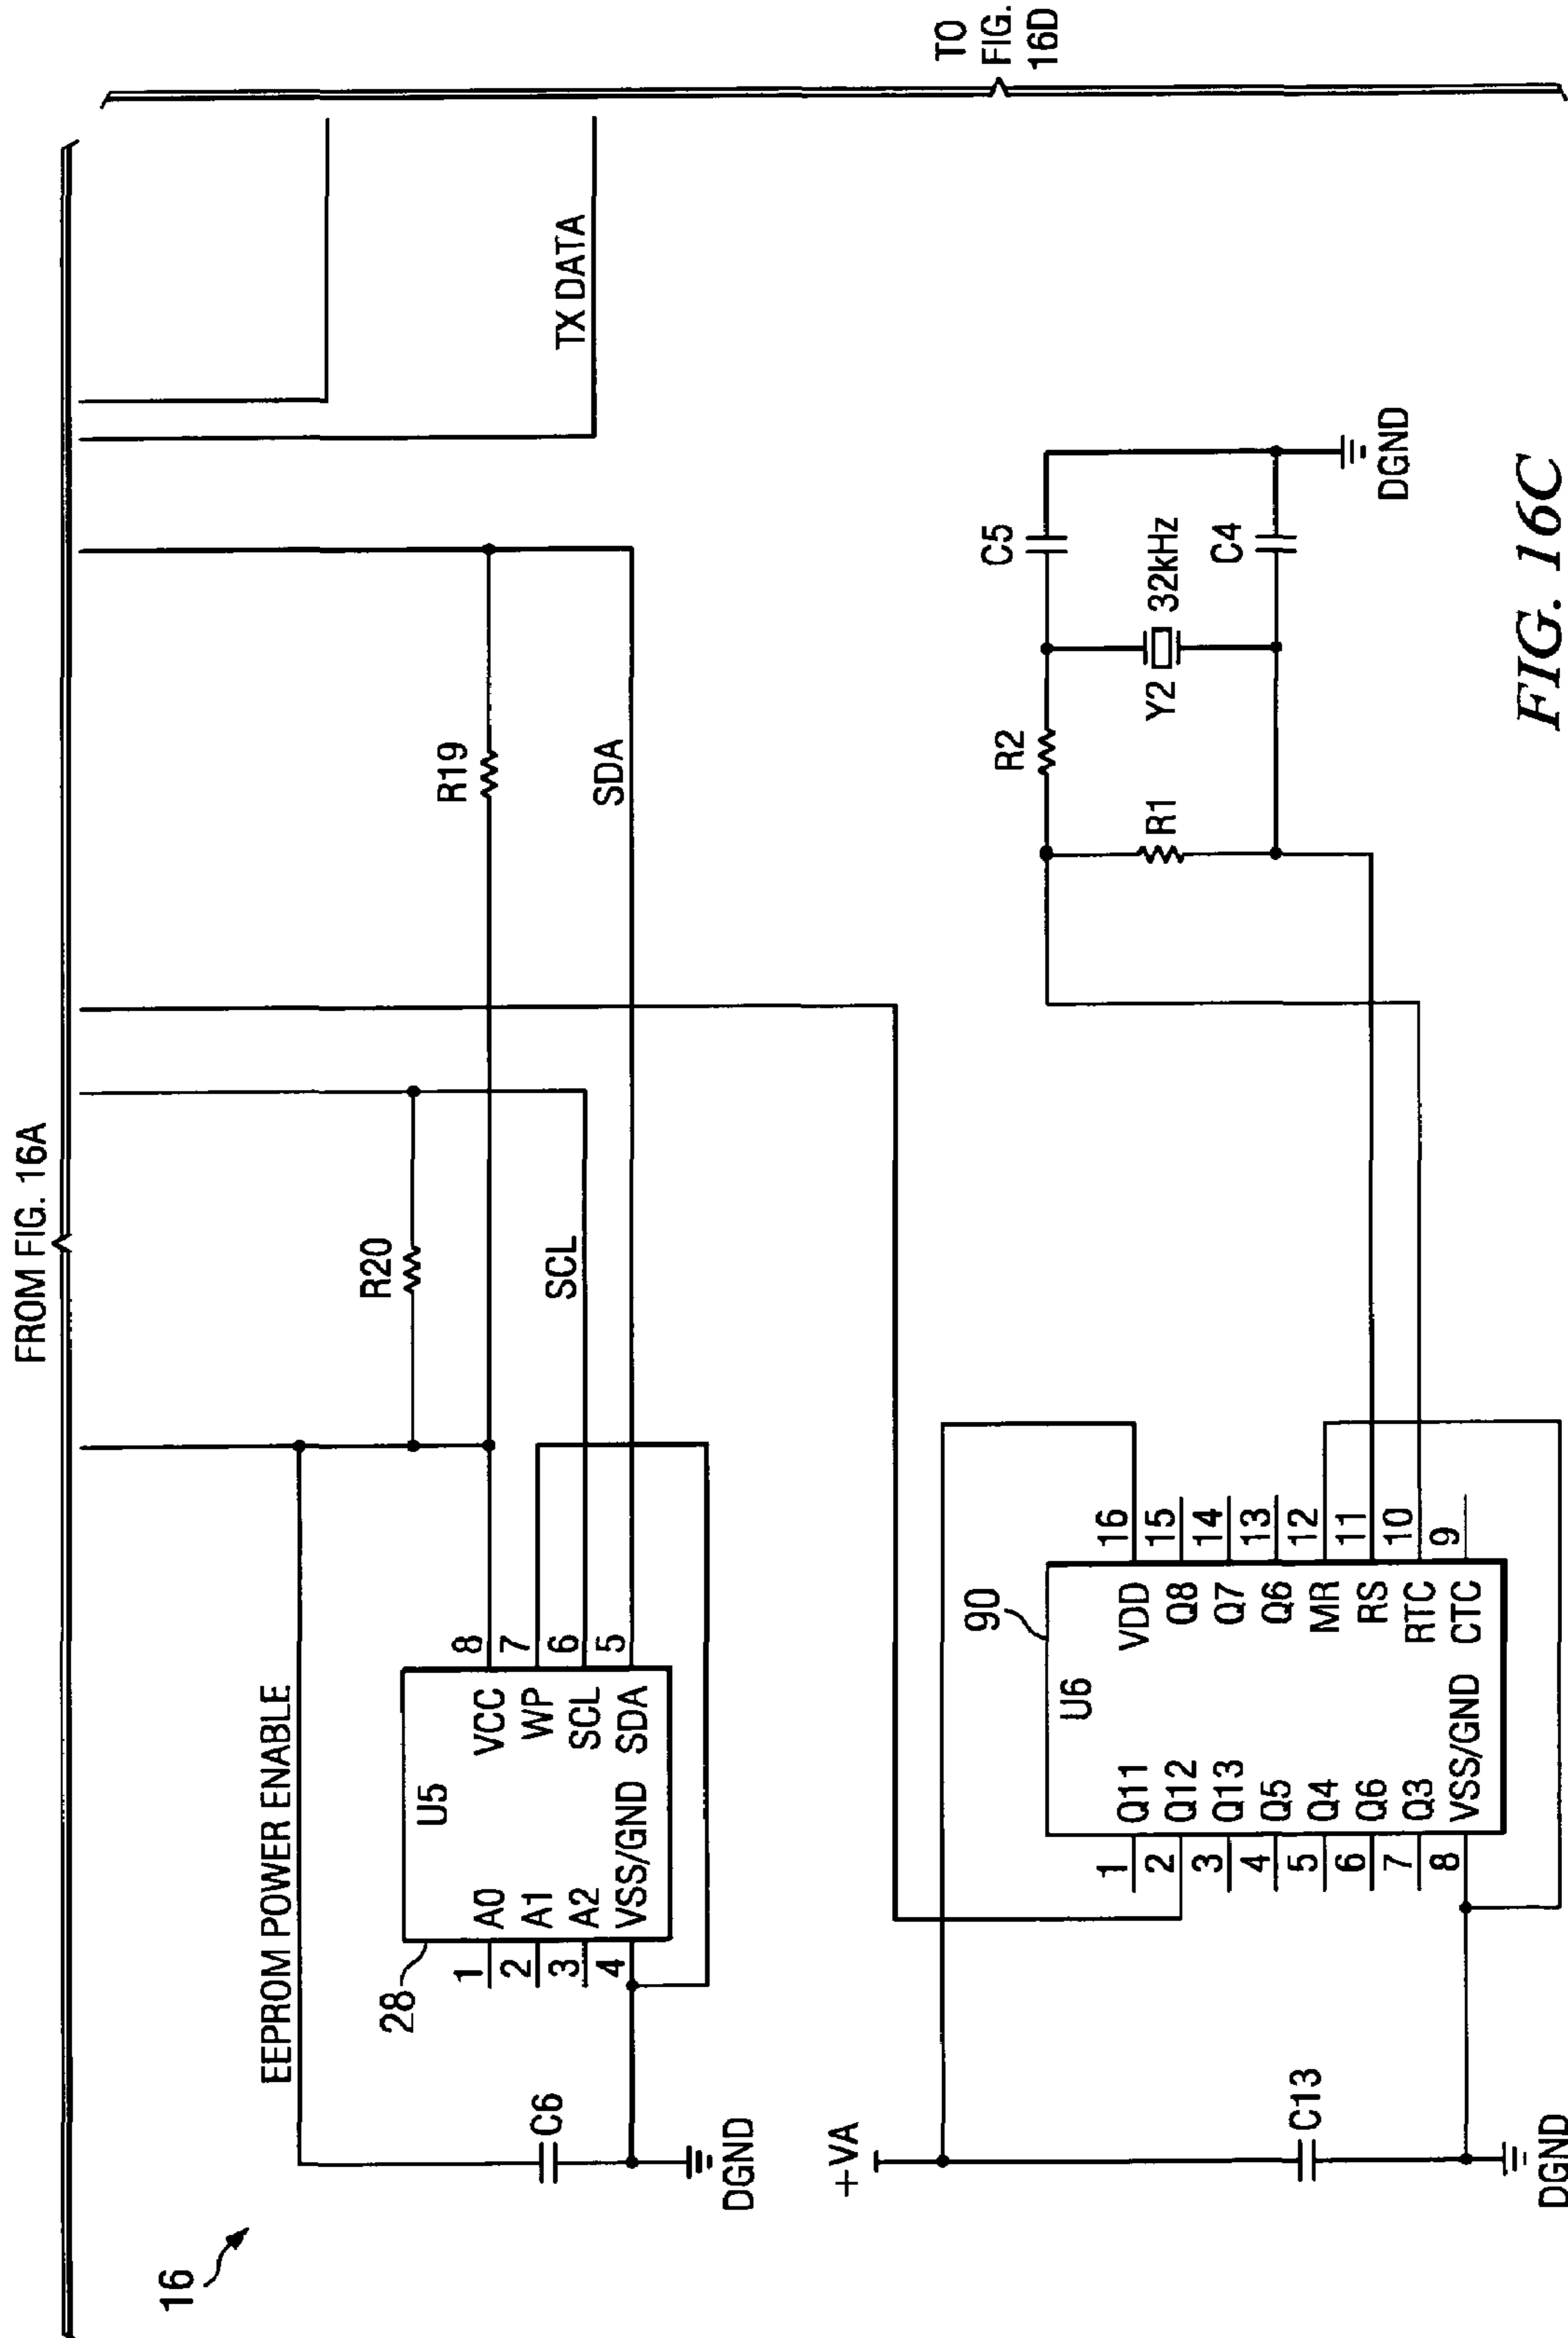 FROM FIG. 16A
16
EEPROM POWER ENABLE
R20
R19
SCL
SDA
TX DATA
TO
FIG.
16D
28
U5
1 A0 VCC 8
2 A1 WP 7
3 A2 SCL 6
4 VSS/GND SDA 5
C6
DGND
+VA
90
U6
1 Q11 VDD 16
2 Q12 Q8 15
3 Q13 Q7 14
4 Q5 Q6 13
5 Q4 MR 12
6 Q6 RS 11
7 Q3 RTC 10
8 VSS/GND CTC 9
C13
DGND
R2
C5
R1
Y2
32kHz
C4
DGND
FIG. 16C